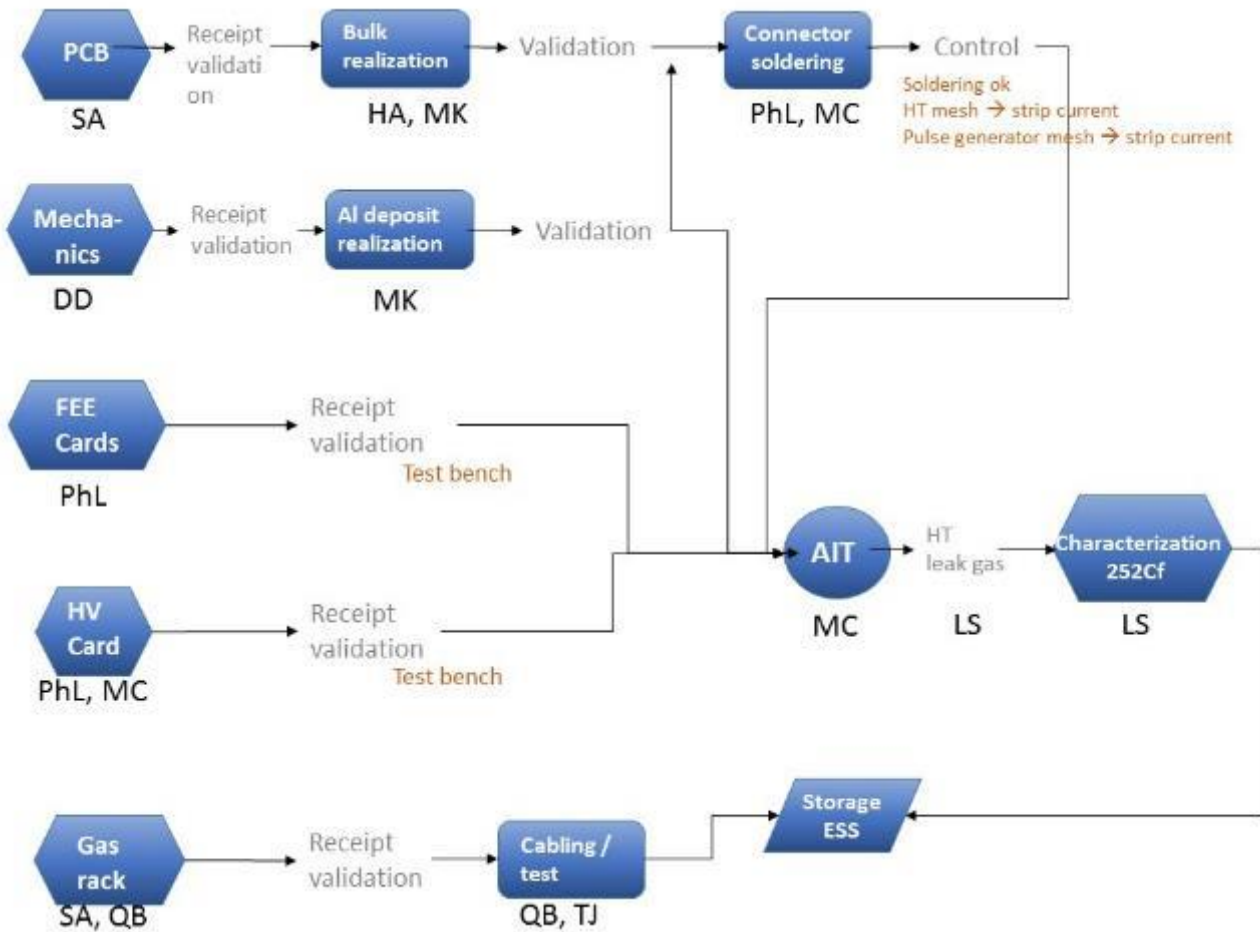 PCB
SA
Receipt
validati
on
Bulk
realization
HA, MK
Validation
Connector
soldering
PhL, MC
Control
Soldering ok
HT mesh → strip current
Pulse generator mesh → strip current
Mecha-
nics
DD
Receipt
validation
Al deposit
realization
MK
Validation
FEE
Cards
PhL
Receipt
validation
Test bench
HV
Card
PhL, MC
Receipt
validation
Test bench
AIT
MC
HT
leak gas
LS
Characterization
252Cf
LS
Gas
rack
SA, QB
Receipt
validation
Cabling /
test
QB, TJ
Storage
ESS